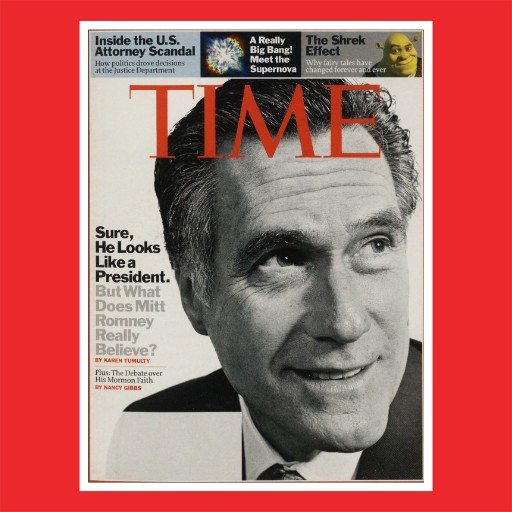 Inside the U.S.
Attorney Scandal
How politics drove decisions
at the Justice Department
A Really
Big Bang!
Meet the
Supernova
The Shrek
Effect
Why fairy tales have
changed forever and ever
TIME
Sure,
He Looks
Like a
President.
But What
Does Mitt
Romney
Really
Believe?
BY KAREN TUMULTY
Plus: The Debate over
His Mormon Faith
BY NANCY GIBBS